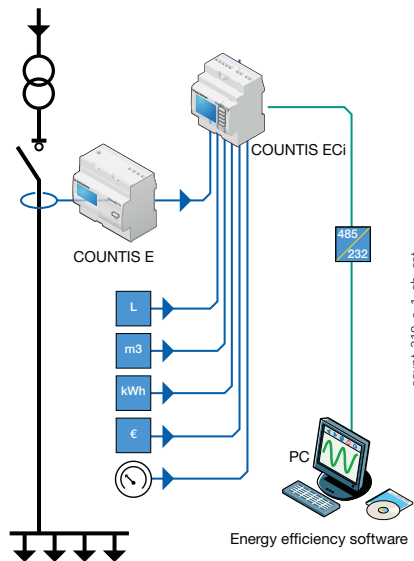 COUNTIS ECi
COUNTIS E
485
232
L
m3
kWh
€
PC
Energy efficiency software